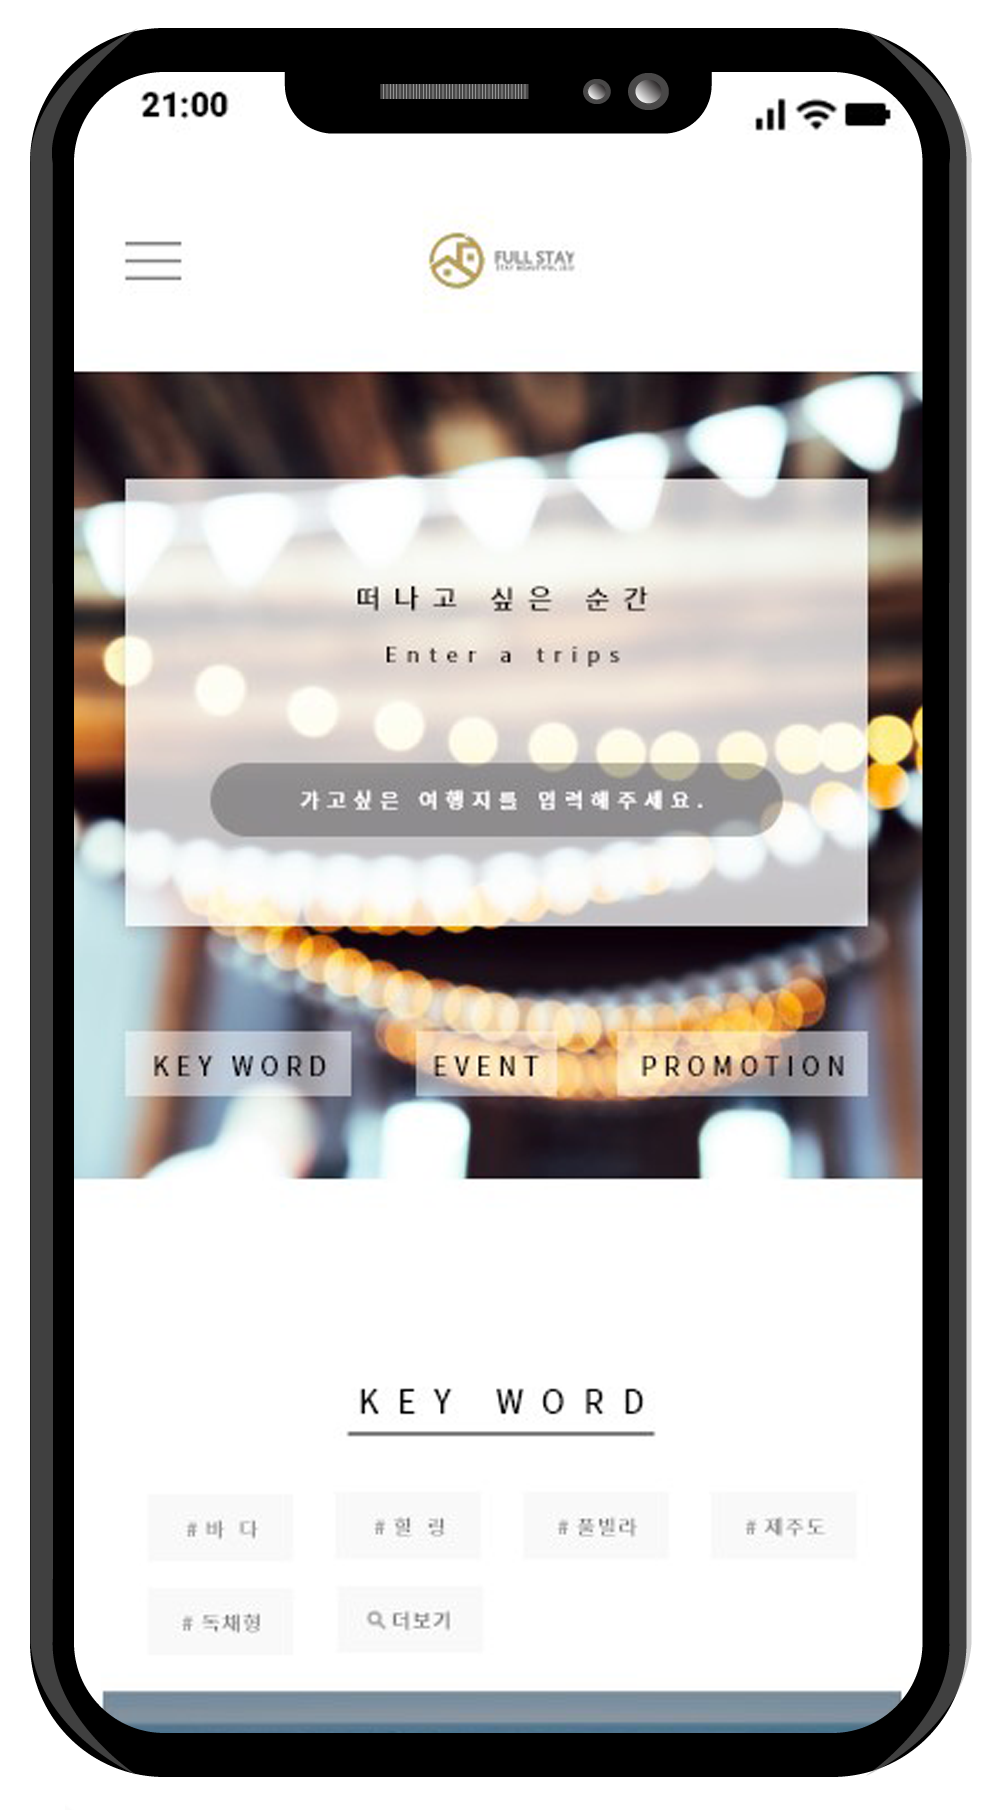 21:00
FULL STAY
떠나고 싶은 순간
Enter a trips
가고싶은 여행지를 입력해주세요.
KEY WORD EVENT PROMOTION
KEY WORD
#바 다 #힐 링 #풀빌라 #제주도
#독채형 더보기